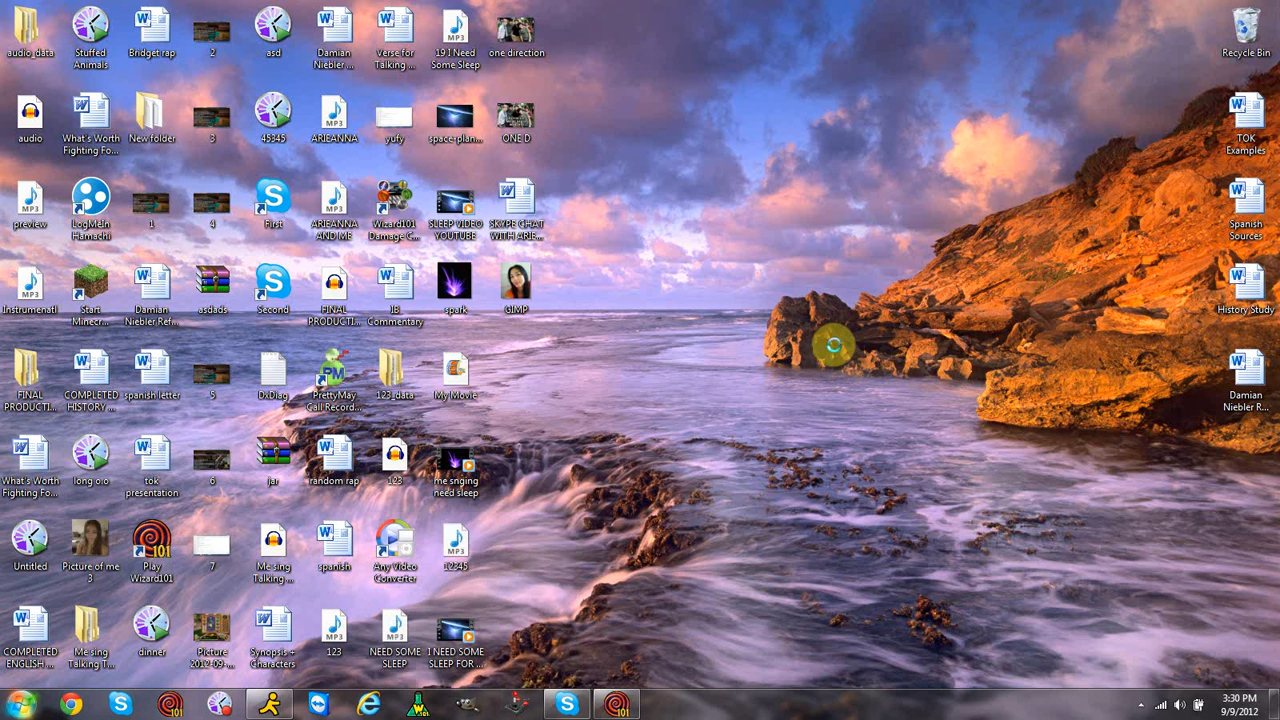 audio_data
Stuffed
Animals
Bridget rap
2
asd
Damian
Niebler ...
Verse for
Talking ...
19 I Need
Some Sleep
one direction
Recycle Bin
audio
What's Worth
Fighting Fo...
New folder
3
45345
ARIEANNA
yufy
space-plan...
ONE D
TOK
Examples
preview
LogMeIn
Hamachi
1
4
First
ARIEANNA
AND ME
Wizard101
Damage C...
SLEEP VIDEO
YOUTUBE
SKYPE CHAT
WITH ARIE...
Spanish
Sources
Instrumental
Start
Minecr...
Damian
Niebler Ref...
asdads
Second
FINAL
PRODUCTI...
IB
Commentary
spark
GIMP
History Study
FINAL
PRODUCTI...
COMPLETED
HISTORY ...
spanish letter
5
DxDiag
PrettyMay
Call Record...
123_data
My Movie
Damian
Niebler R...
What's Worth
Fighting Fo...
long o.o
tok
presentation
6
jar
random rap
123
me singing
need sleep
Untitled
Picture of me
3
Play
Wizard101
7
Me sing
Talking ...
spanish
Any Video
Converter
12345
COMPLETED
ENGLISH ...
Me sing
Talking T...
dinner
Picture
2012-09-...
Synopsis +
Characters
123
NEED SOME
SLEEP
I NEED SOME
SLEEP FOR ...
3:30 PM
9/9/2012